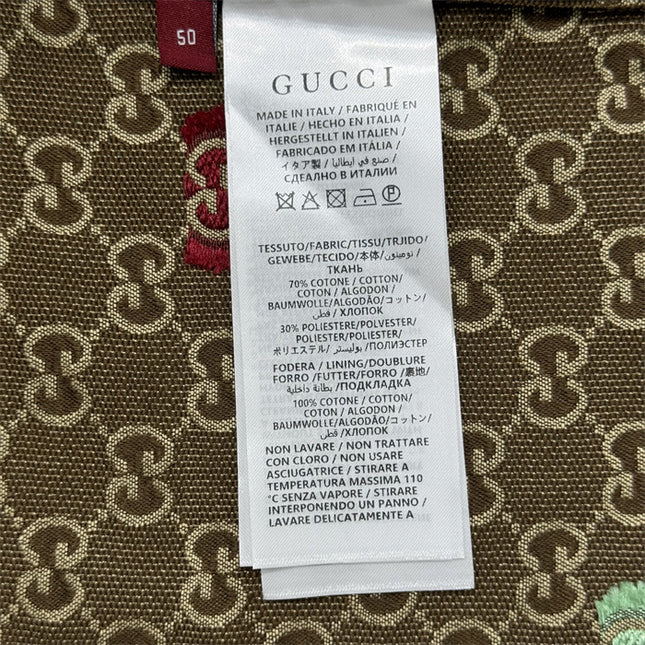 50
GUCCI
MADE IN ITALY / FABRIQUÉ EN
ITALIE / HECHO EN ITALIA /
HERGESTELLT IN ITALIEN /
FABRICADO EM ITÁLIA /
イタア製 / صنع في ايطاليا /
СДЕЛАНО В ИТАЛИИ
TESSUTO/FABRIC/TISSU/TRJIDO/
GEWEBE/TECIDO/本体/نوميتون/
ТКАНЬ
70% COTONE / COTTON/
COTON / ALGODON /
BAUMWOLLE/ALGODÃO/コットン/
قطن /ХЛОПОК
30% POLIESTERE/POLVESTER/
POLIESTER/POLIÉSTER/
ポリエステル/ بوليستر /ПОЛИЭСТЕР
FODERA / LINING/DOUBLURE
FORRO /FUTTER/FORRO /裏地/
بطانة داخلية/ПОДКЛАДКА
100% COTONE / COTTON/
COTON / ALGODON /
BAUMWOLLE/ALGODÃO/コットン/
قطن /ХЛОПОК
NON LAVARE / NON TRATTARE
CON CLORO / NON USARE
ASCIUGATRICE / STIRARE A
TEMPERATURA MASSIMA 110
°C SENZA VAPORE / STIRARE
INTERPONENDO UN PANNO /
LAVARE DELICATAMENTE A